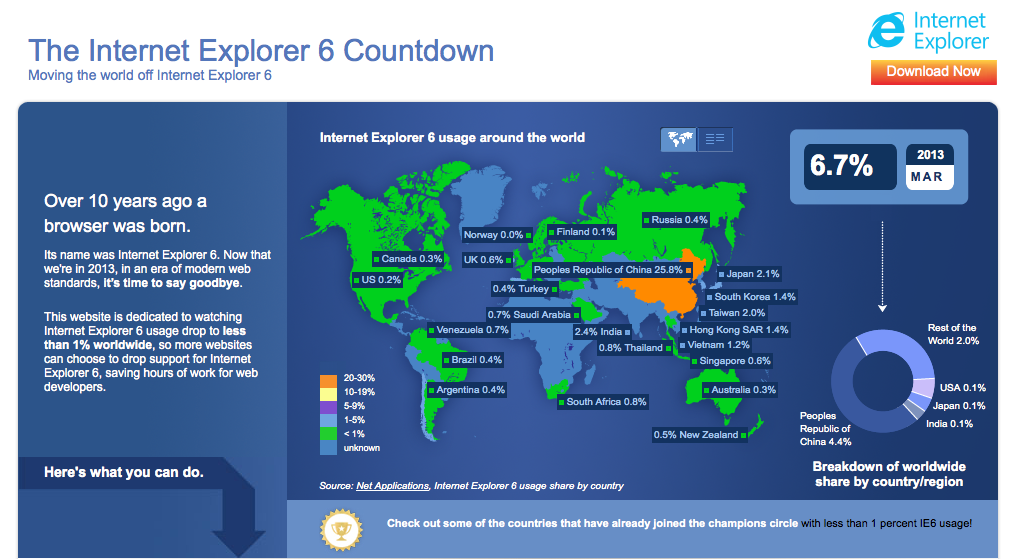 The Internet Explorer 6 Countdown
Moving the world off Internet Explorer 6
Internet
Explorer
Download Now
Over 10 years ago a
browser was born.
Its name was Internet Explorer 6. Now that
we're in 2013, in an era of modern web
standards, it's time to say goodbye.
This website is dedicated to watching
Internet Explorer 6 usage drop to less
than 1% worldwide, so more websites
can choose to drop support for Internet
Explorer 6, saving hours of work for web
developers.
Here's what you can do.
Internet Explorer 6 usage around the world
Russia 0.4%
Norway 0.0%
Finland 0.1%
Canada 0.3%
UK 0.6%
Peoples Republic of China 25.8%
Japan 2.1%
US 0.2%
0.4% Turkey
South Korea 1.4%
0.7% Saudi Arabia
Taiwan 2.0%
Venezuela 0.7%
2.4% India
Hong Kong SAR 1.4%
0.8% Thailand
Vietnam 1.2%
Brazil 0.4%
Singapore 0.6%
Argentina 0.4%
Australia 0.3%
South Africa 0.8%
0.5% New Zealand
20-30%
10-19%
5-9%
1-5%
< 1%
unknown
Source: Net Applications, Internet Explorer 6 usage share by country
6.7%
2013
MAR
Rest of the
World 2.0%
USA 0.1%
Japan 0.1%
India 0.1%
Peoples
Republic of
China 4.4%
Breakdown of worldwide
share by country/region
Check out some of the countries that have already joined the champions circle with less than 1 percent IE6 usage!